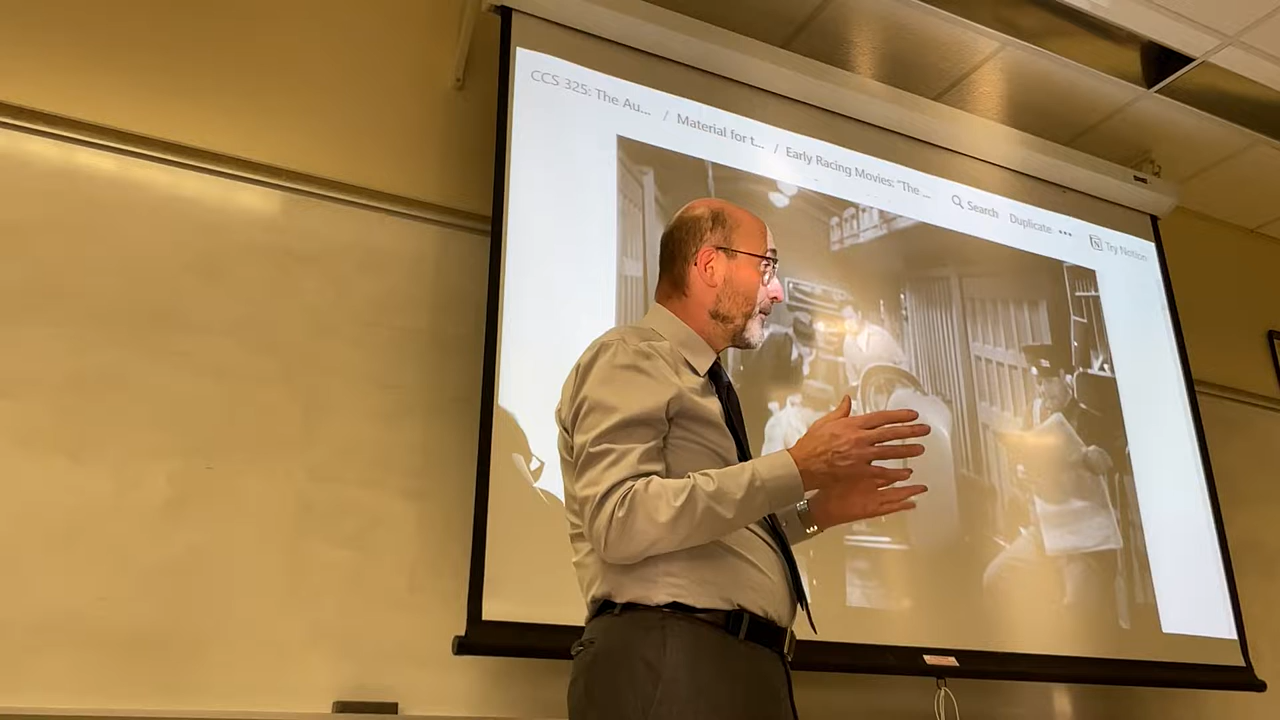 CCS 325: The Au... / Material for t... / Early Racing Movies: "The ... Search Duplicate ••• Try Notion